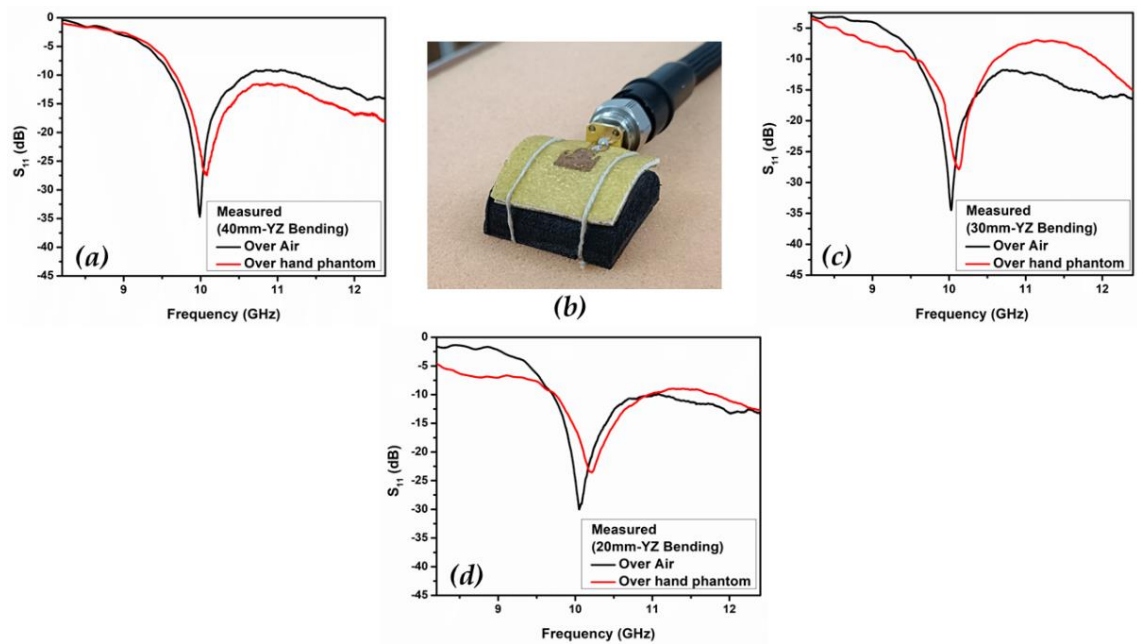 0
-5
-10
-15
-20
-25
-30
-35
-40
-45
S11 (dB)
9 10 11 12
Frequency (GHz)
Measured
(40mm-YZ Bending)
Over Air
Over hand phantom
(a)
(b)
-5
-10
-15
-20
-25
-30
-35
-40
-45
S11 (dB)
9 10 11 12
Frequency (GHz)
Measured
(30mm-YZ Bending)
Over Air
Over hand phantom
(c)
0
-5
-10
-15
-20
-25
-30
-35
-40
-45
S11 (dB)
9 10 11 12
Frequency (GHz)
Measured
(20mm-YZ Bending)
Over Air
Over hand phantom
(d)